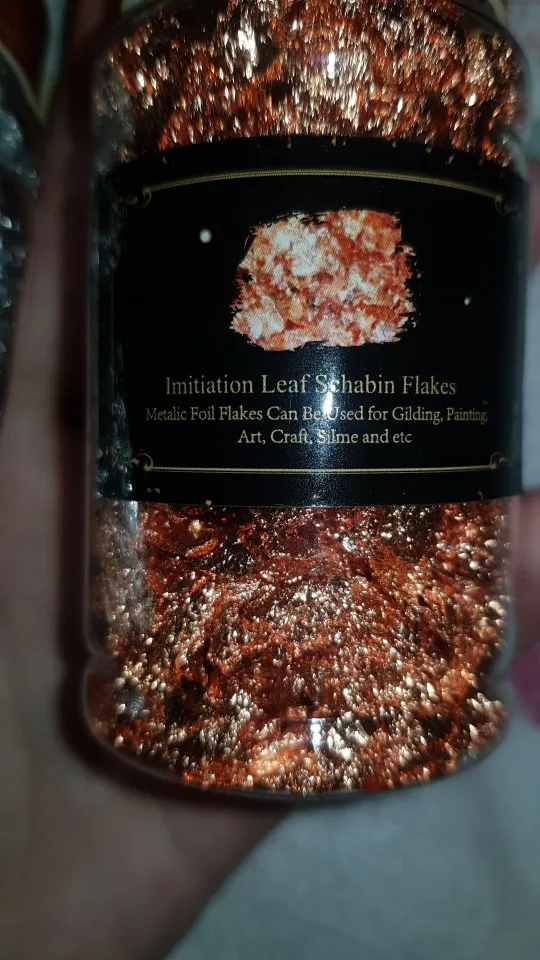 Imitiation Leaf Schabin Flakes
Metalic Foil Flakes Can Be Used for Gilding, Painting,
Art, Craft, Silme and etc